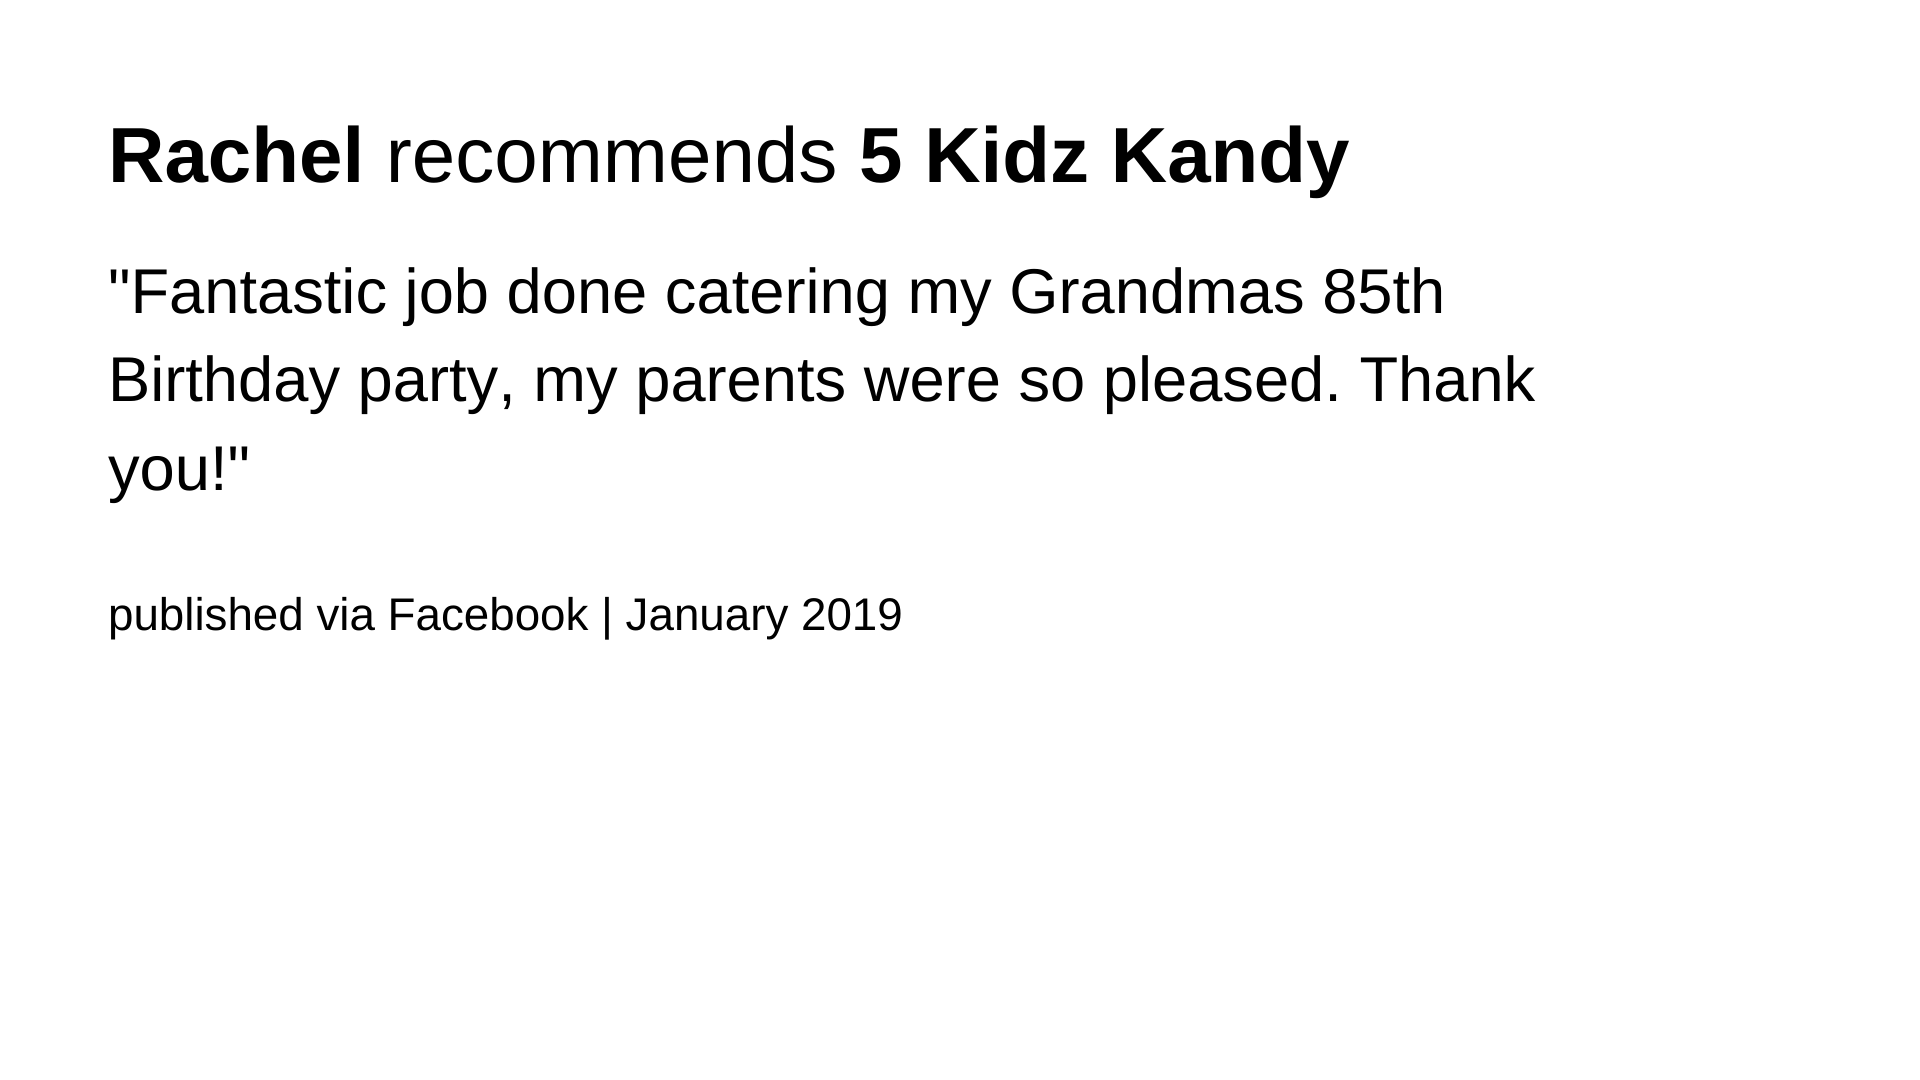 Rachel recommends 5 Kidz Kandy
"Fantastic job done catering my Grandmas 85th
Birthday party, my parents were so pleased. Thank
you!"
published via Facebook | January 2019